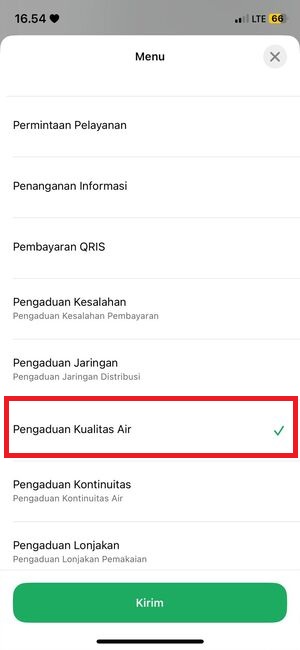 16.54 LTE 66
Menu
Permintaan Pelayanan
Penanganan Informasi
Pembayaran QRIS
Pengaduan Kesalahan
Pengaduan Kesalahan Pembayaran
Pengaduan Jaringan
Pengaduan Jaringan Distribusi
Pengaduan Kualitas Air
Pengaduan Kontinuitas
Pengaduan Kontinuitas Air
Pengaduan Lonjakan
Pengaduan Lonjakan Pemakaian
Kirim